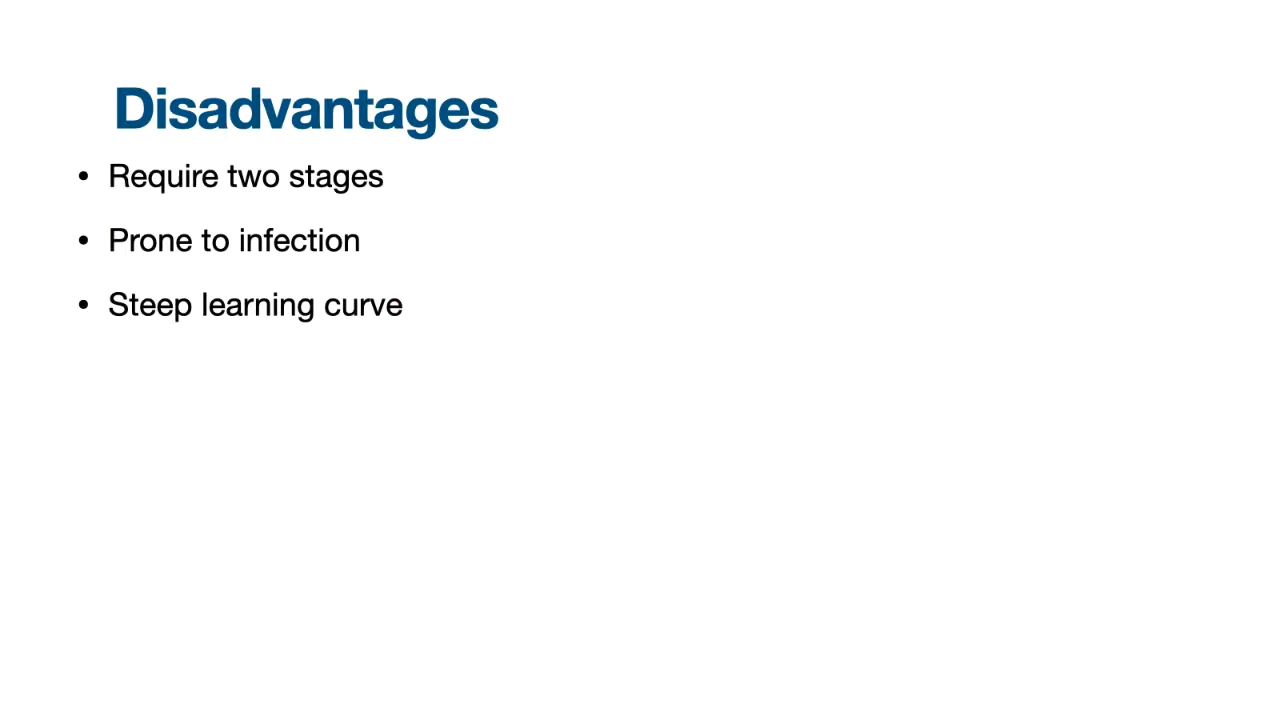 Disadvantages
• Require two stages
• Prone to infection
• Steep learning curve